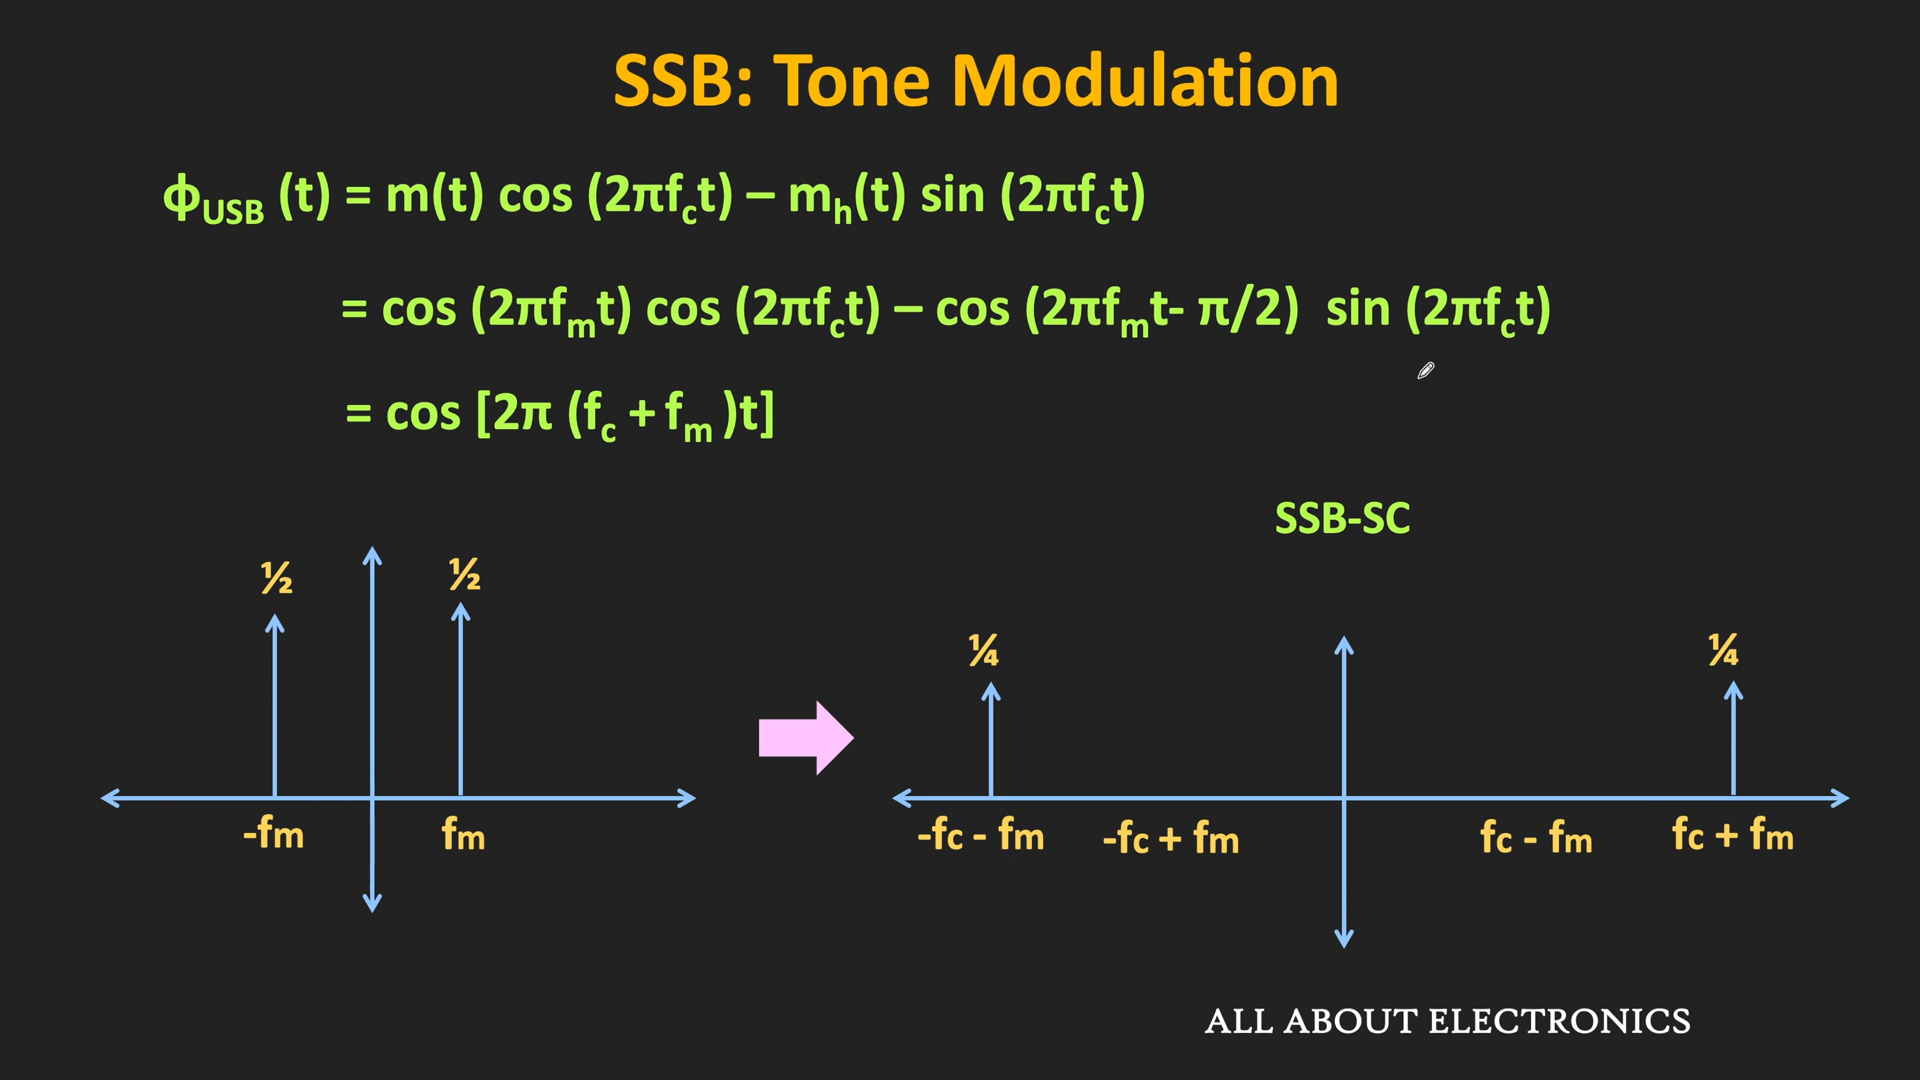 SSB: Tone Modulation
ϕUSB (t) = m(t) cos (2πfct) – mh(t) sin (2πfct)
= cos (2πfmt) cos (2πfct) – cos (2πfmt- π/2) sin (2πfct)
= cos [2π (fc + fm )t]
SSB-SC
½ ½
¼ ¼
-fm fm
-fc - fm -fc + fm fc - fm fc + fm
ALL ABOUT ELECTRONICS